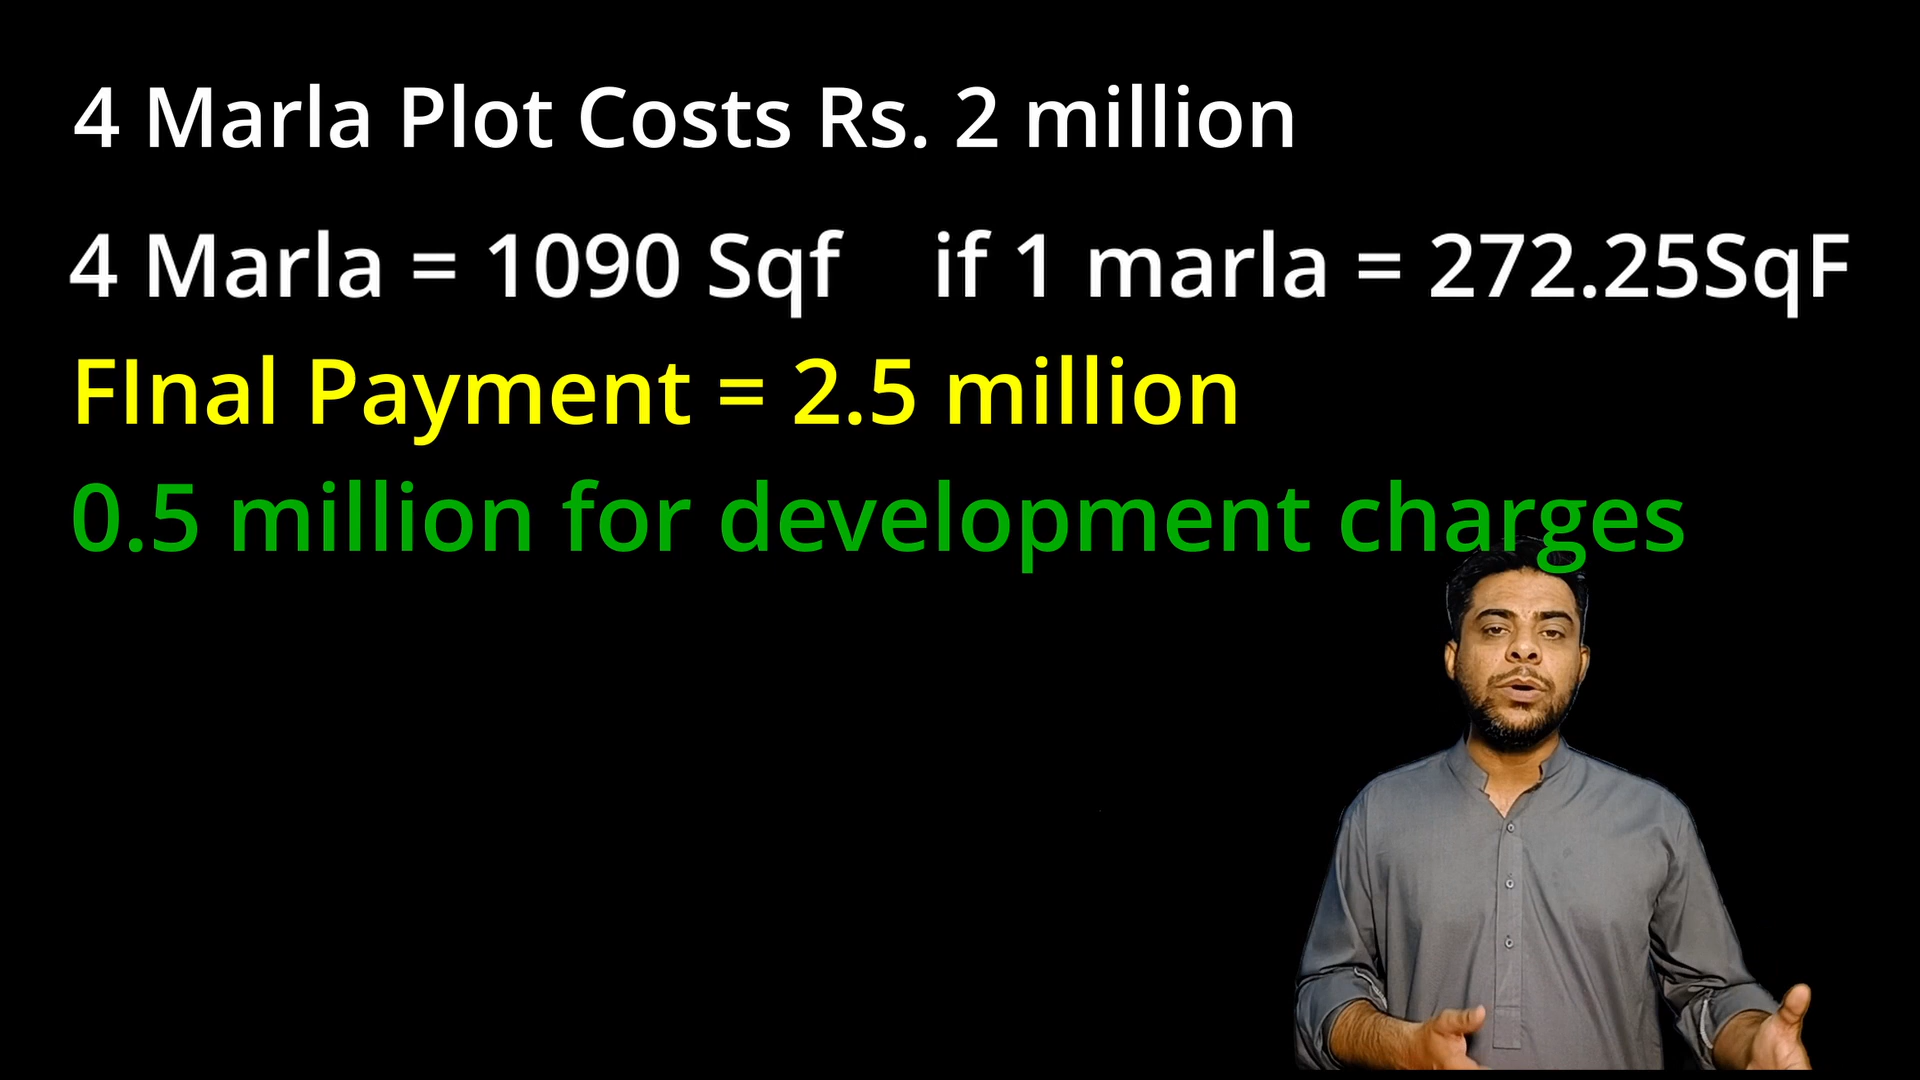 4 Marla Plot Costs Rs. 2 million
4 Marla = 1090 Sqf if 1 marla = 272.25SqF
FInal Payment = 2.5 million
0.5 million for development charges